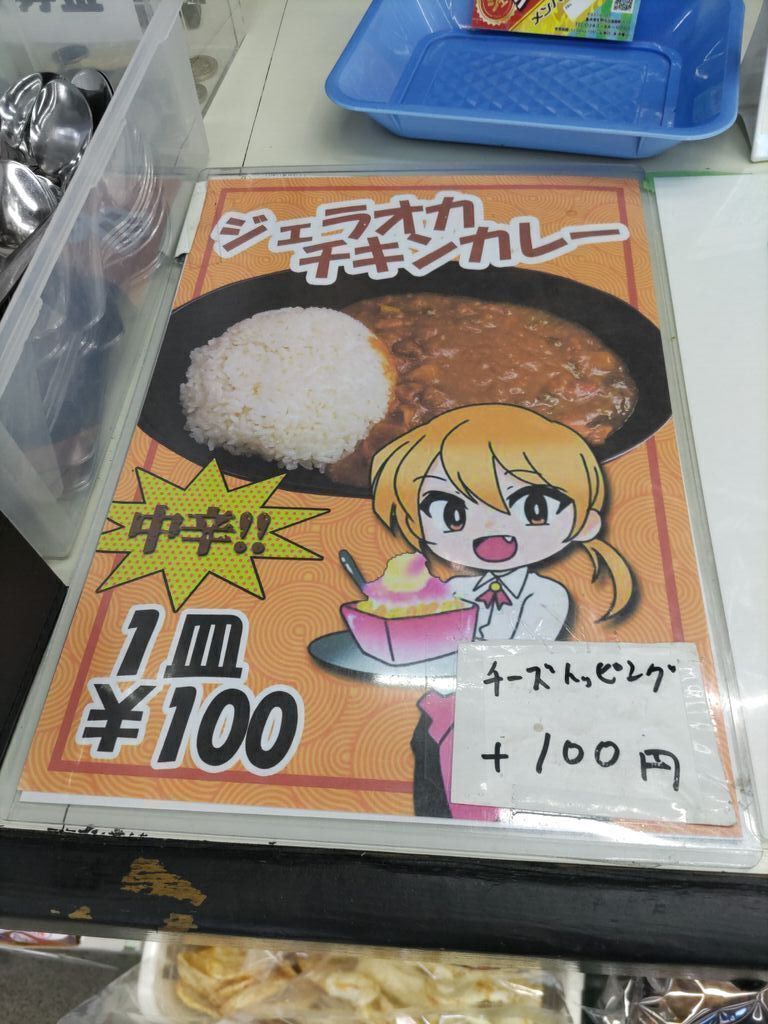 ジェラオカ
チキンカレー
中辛!!
1皿
¥100
チーズトッピング
+100円